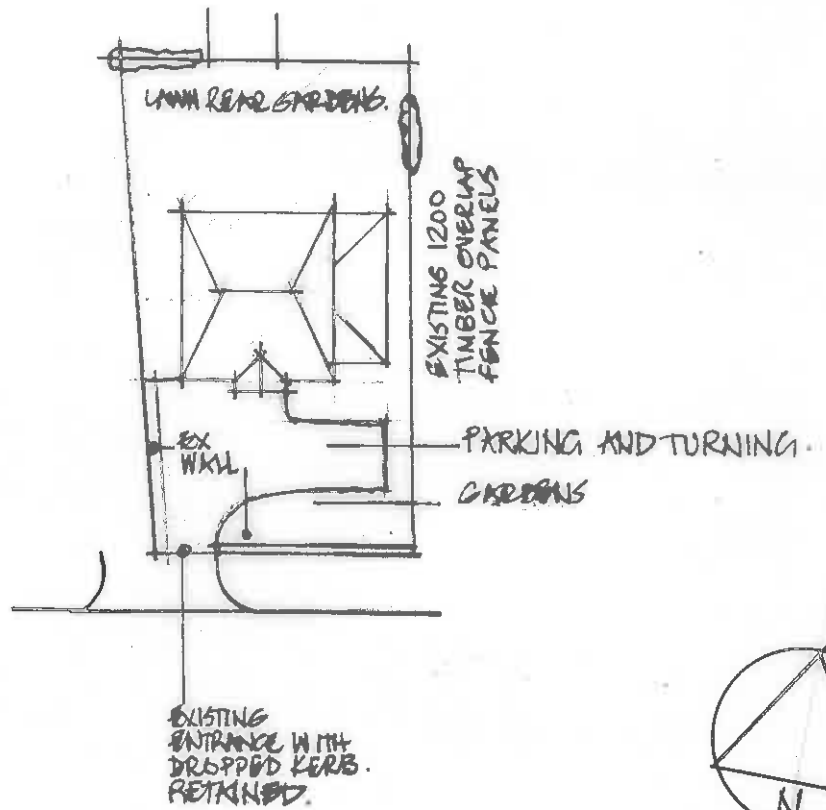 LAWN REAR GARDENS.
EXISTING 1200
TIMBER OVERLAP
FENCE PANELS
EX
WALL
PARKING AND TURNING
GARDENS
EXISTING
ENTRANCE WITH
DROPPED KERB.
RETAINED
N